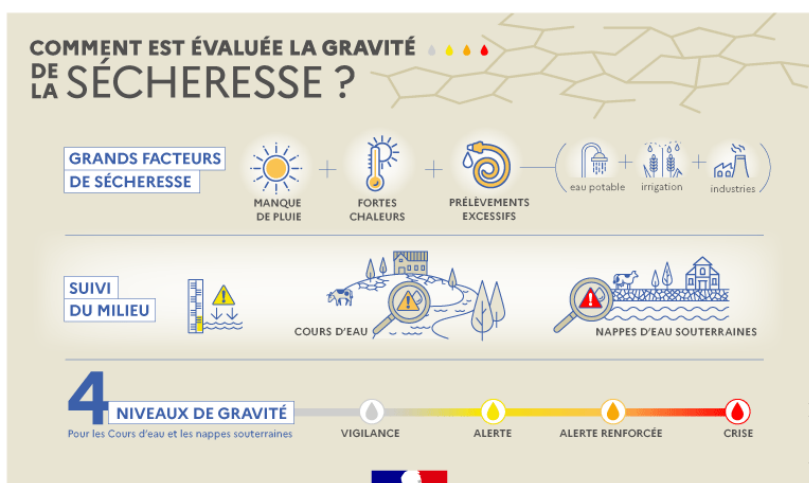 COMMENT EST ÉVALUÉE LA GRAVITÉ
DE LA SÉCHERESSE ?
GRANDS FACTEURS
DE SÉCHERESSE
MANQUE
DE PLUIE
+
FORTES
CHALEURS
+
PRÉLÈVEMENTS
EXCESSIFS
(eau potable + irrigation + industries)
SUIVI
DU MILIEU
COURS D'EAU
NAPPES D'EAU SOUTERRAINES
4 NIVEAUX DE GRAVITÉ
Pour les Cours d'eau et les nappes souterraines
VIGILANCE
ALERTE
ALERTE RENFORCÉE
CRISE